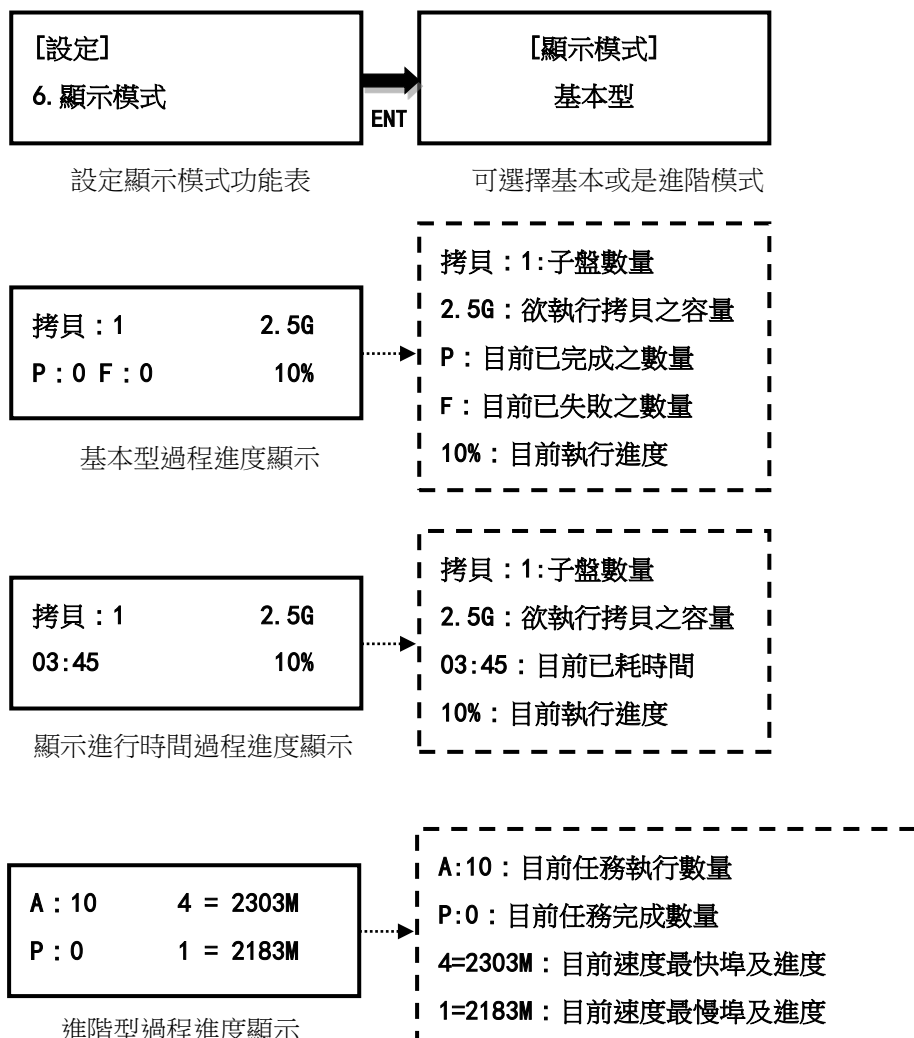 [設定]
6.顯示模式
ENT
[顯示模式]
基本型
設定顯示模式功能表
可選擇基本或是進階模式
拷貝：1 2.5G
P：0 F：0 10%
基本型過程進度顯示
拷貝：1:子盤數量
2.5G：欲執行拷貝之容量
P：目前已完成之數量
F：目前已失敗之數量
10%：目前執行進度
拷貝：1 2.5G
03:45 10%
顯示進行時間過程進度顯示
拷貝：1:子盤數量
2.5G：欲執行拷貝之容量
03:45：目前已耗時間
10%：目前執行進度
A：10 4 = 2303M
P：0 1 = 2183M
進階型過程進度顯示
A:10：目前任務執行數量
P:0：目前任務完成數量
4=2303M：目前速度最快埠及進度
1=2183M：目前速度最慢埠及進度